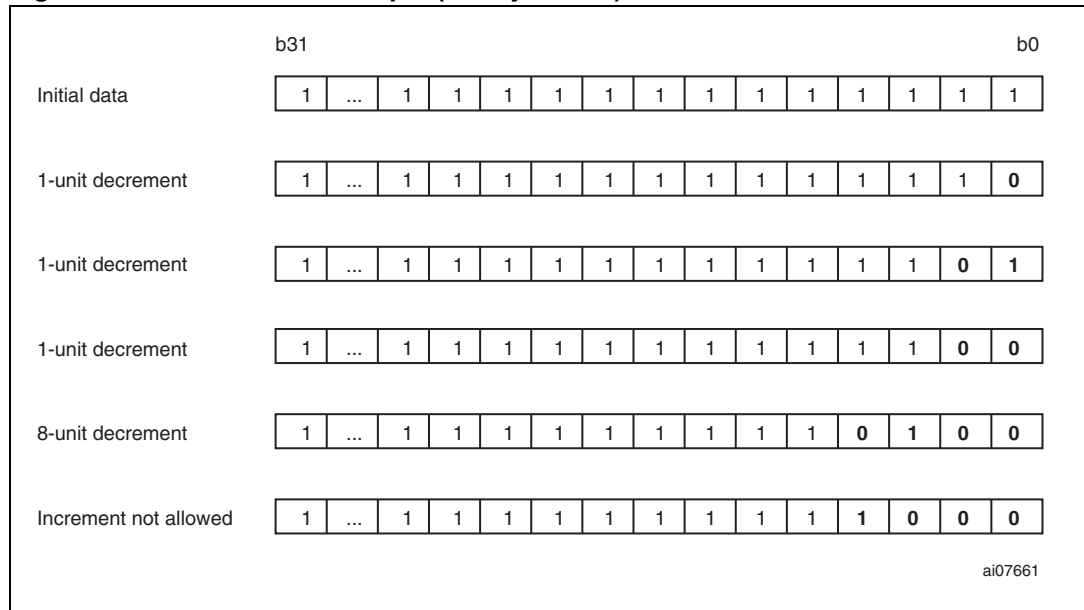 b31 b0
Initial data 1 ... 1 1 1 1 1 1 1 1 1 1 1 1 1
1-unit decrement 1 ... 1 1 1 1 1 1 1 1 1 1 1 1 0
1-unit decrement 1 ... 1 1 1 1 1 1 1 1 1 1 1 0 1
1-unit decrement 1 ... 1 1 1 1 1 1 1 1 1 1 1 0 0
8-unit decrement 1 ... 1 1 1 1 1 1 1 1 1 0 1 0 0
Increment not allowed 1 ... 1 1 1 1 1 1 1 1 1 1 0 0 0
ai07661